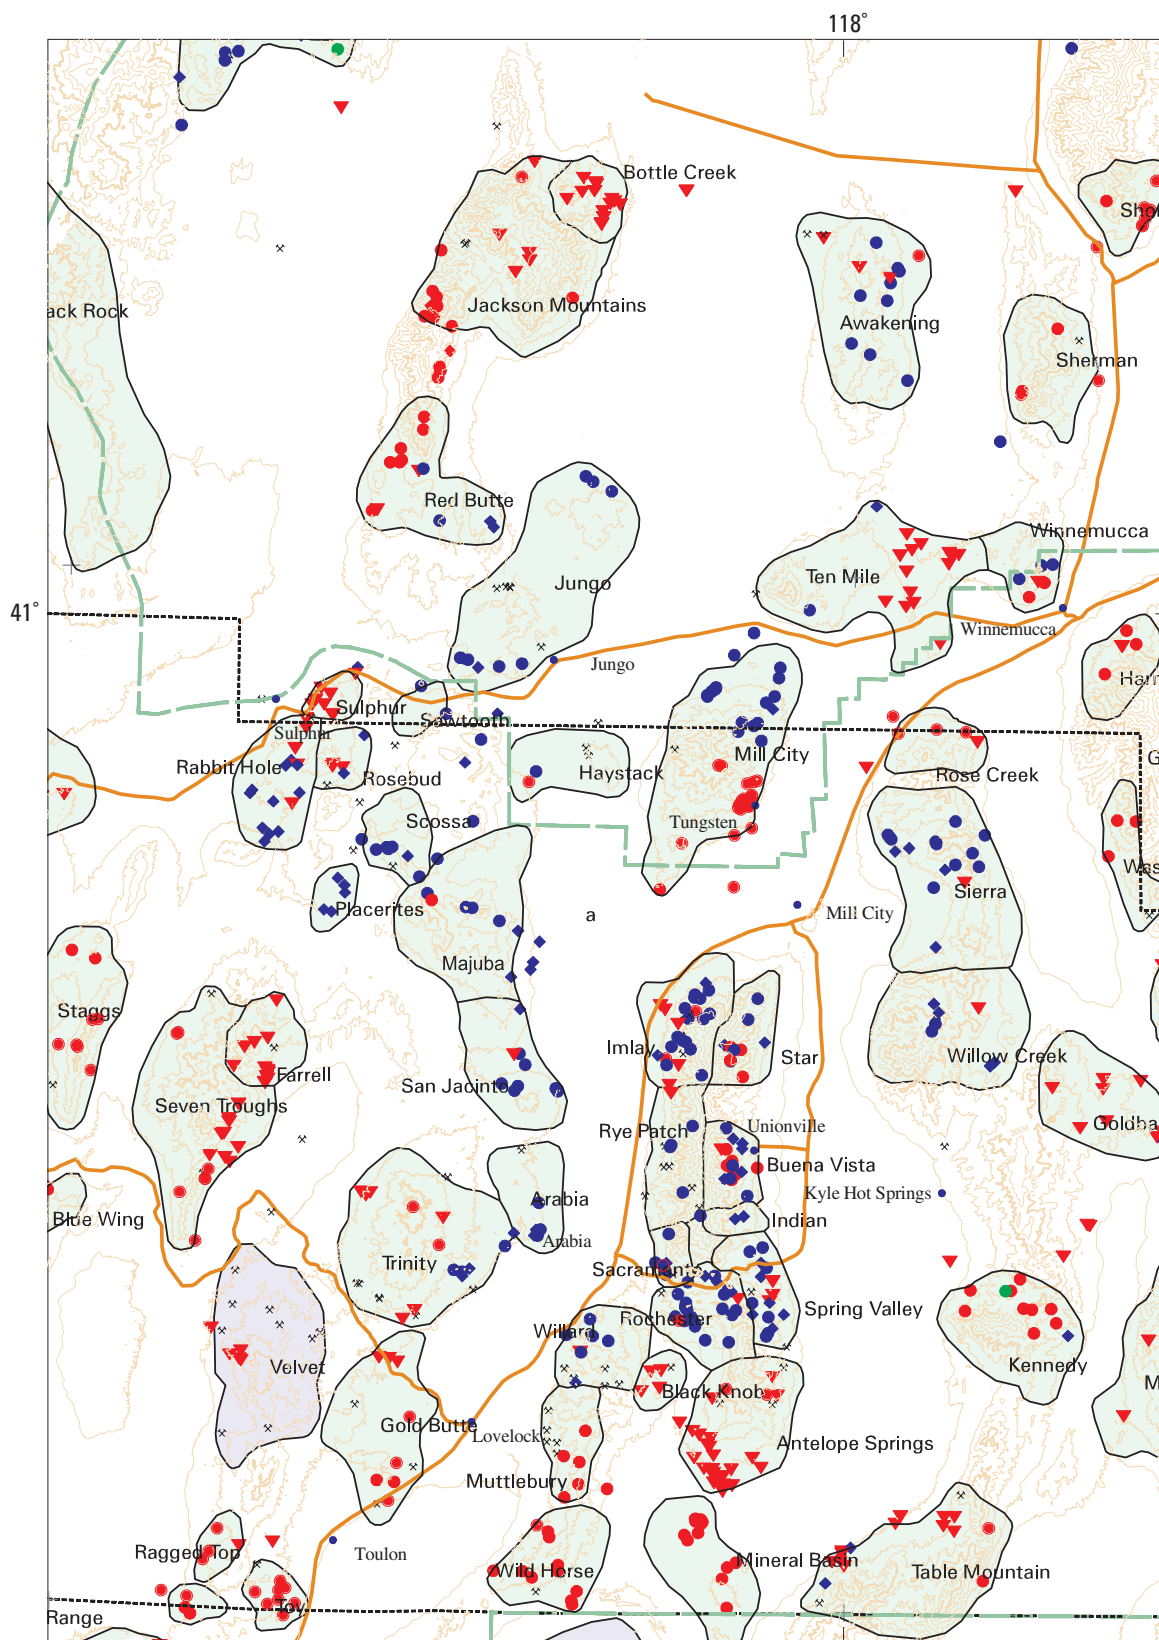 118°
Bottle Creek
Sho
ack Rock
Jackson Mountains
Awakening
Sherman
Red Butte
Winnemucca
Jungo
Ten Mile
41°
Winnemucca
Jungo
Ham
Sulphur
Sawtooth
Sulphur
Mill City
G
Rabbit Hole
Rosebud
Haystack
Rose Creek
Scossa
Tungsten
Wes
Sierra
Placerites
a
Mill City
Majuba
Staggs
Imlay
Star
Willow Creek
Farrell
San Jacinto
Seven Troughs
Goldba
Rye Patch
Unionville
Buena Vista
Kyle Hot Springs
Arabia
Blue Wing
Indian
Arabia
Trinity
Sacramento
Spring Valley
Rochester
Willard
Velvet
Kennedy
M
Black Knob
Gold Butte
Lovelock
Antelope Springs
Muttlebury
Ragged Top
Toulon
Mineral Basin
Wild Horse
Table Mountain
Toy
Range